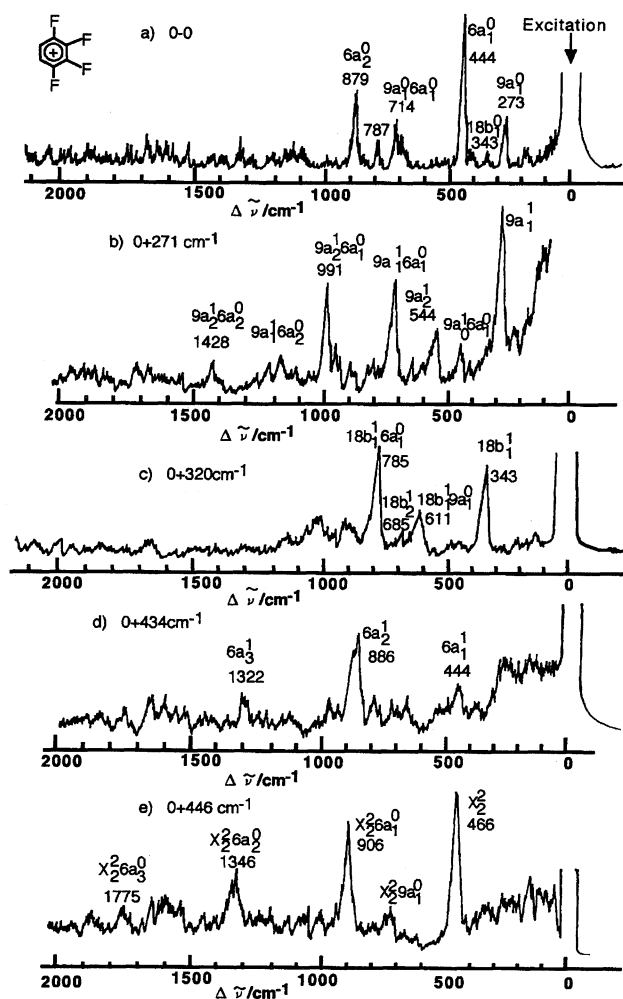 F
F
F
F
+
a) 0-0
Excitation
6a⁰₂
879
787
9a⁰₁6a⁰₁
714
6a⁰₁
444
18b⁰₁
343
9a⁰₁
273
2000 1500 1000 500 0
Δ ν̃ /cm⁻¹
b) 0+271 cm⁻¹
9a¹₂6a⁰₂
1428
9a¹₁6a⁰₂
9a¹₂6a⁰₁
991
9a¹₁6a⁰₁
9a¹₂
544
9a¹₀6a⁰₁
9a¹₁
2000 1500 1000 500 0
Δ ν̃ /cm⁻¹
c) 0+320cm⁻¹
18b¹₁6a⁰₁
785
18b¹₂
685
18b¹₁9a⁰₁
611
18b¹₁
343
2000 1500 1000 500 0
Δ ν̃ /cm⁻¹
d) 0+434cm⁻¹
6a¹₃
1322
6a¹₂
886
6a¹₁
444
2000 1500 1000 500 0
Δ ν̃ /cm⁻¹
e) 0+446 cm⁻¹
X²₂6a⁰₃
1775
X²₂6a⁰₂
1346
X²₂6a⁰₁
906
X²₂9a⁰₁
X²₂
466
2000 1500 1000 500 0
Δ ν̃ /cm⁻¹